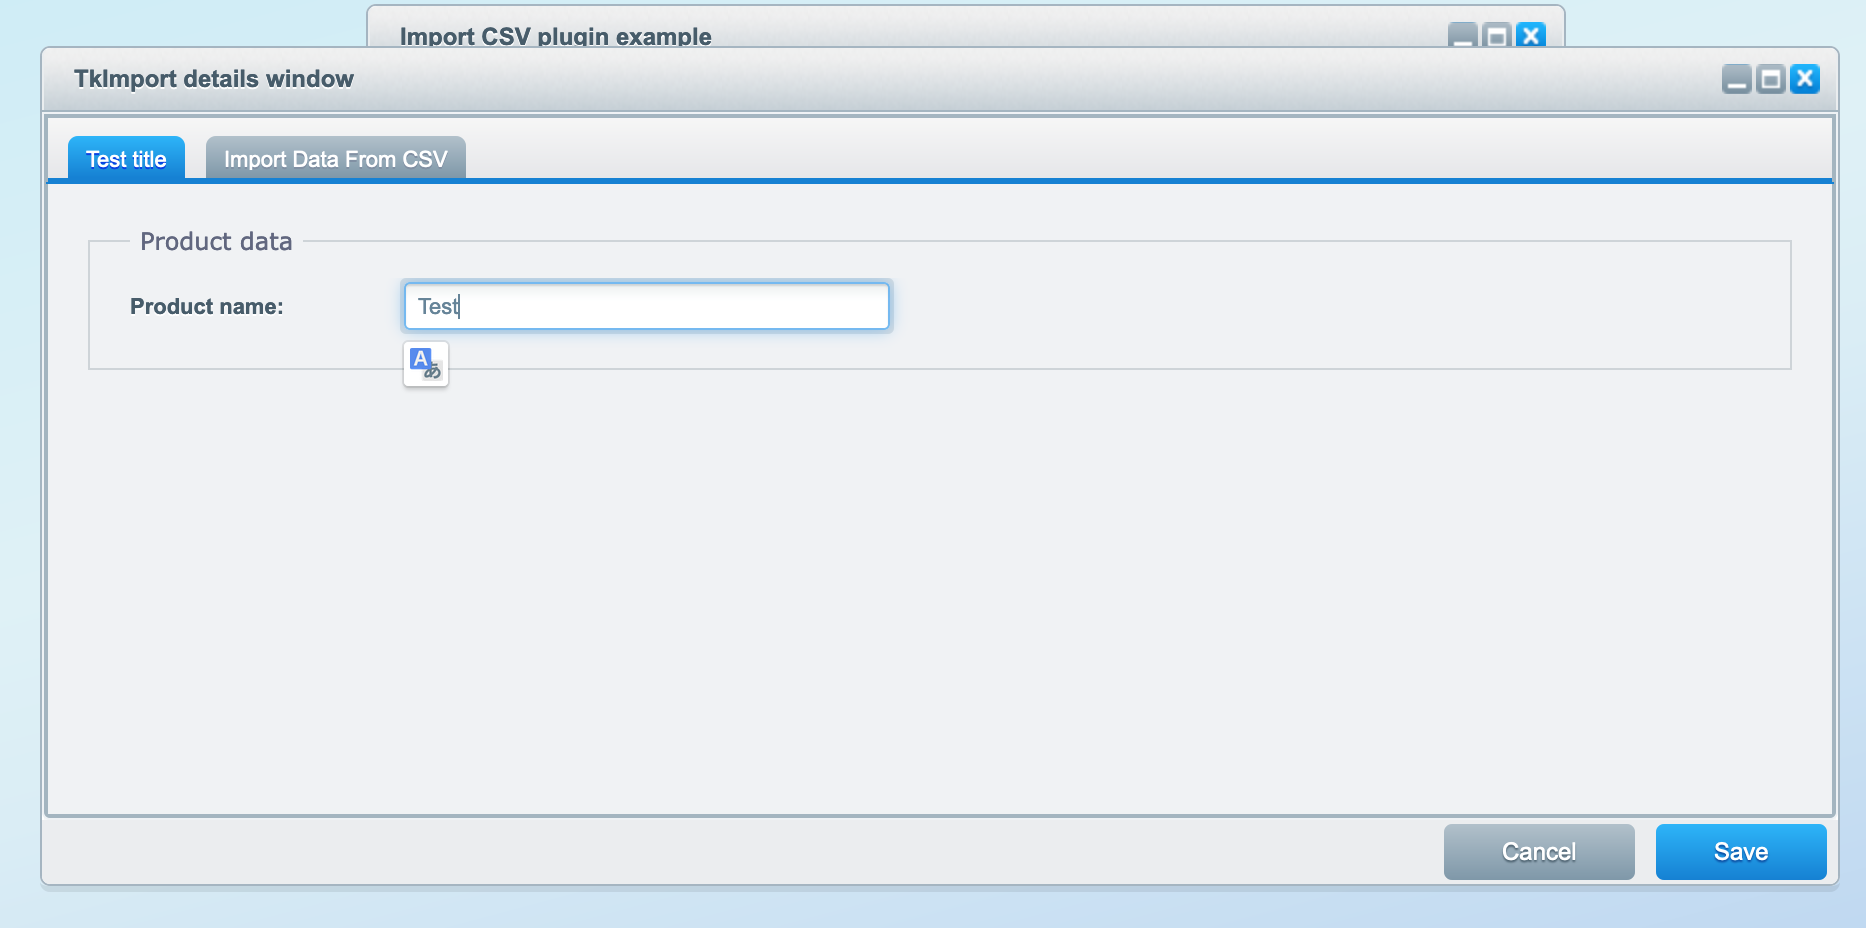 Import CSV plugin example
TkImport details window
Test title
Import Data From CSV
Product data
Product name:
Test
A
あ
Cancel
Save